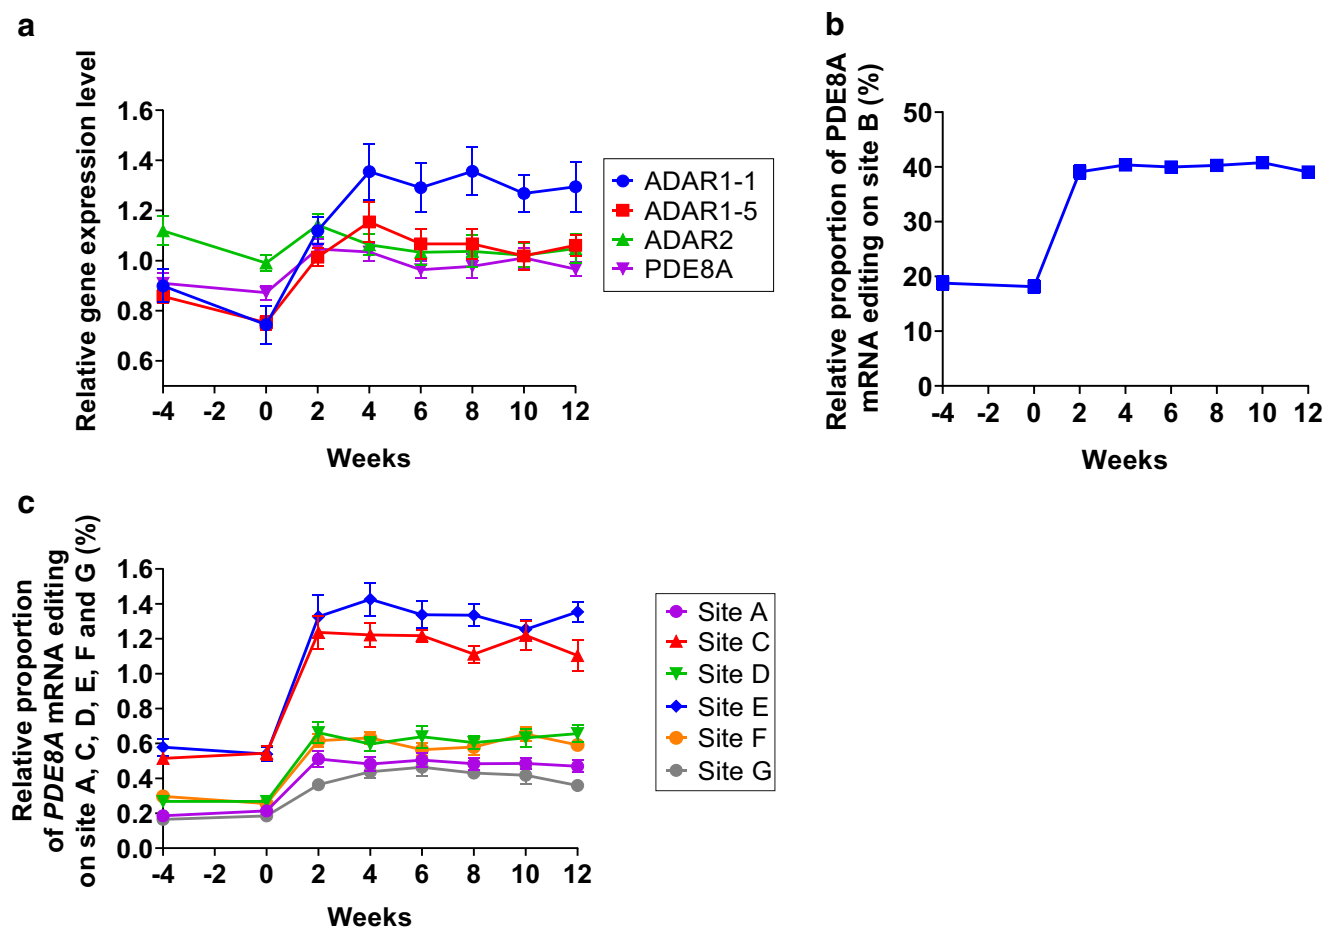 a
Relative gene expression level
1.6
1.4
1.2
1.0
0.8
0.6
-4 -2 0 2 4 6 8 10 12
Weeks
ADAR1-1
ADAR1-5
ADAR2
PDE8A
b
Relative proportion of PDE8A
mRNA editing on site B (%)
50
40
30
20
10
0
-4 -2 0 2 4 6 8 10 12
Weeks
c
Relative proportion
of PDE8A mRNA editing
on site A, C, D, E, F and G (%)
1.6
1.4
1.2
1.0
0.8
0.6
0.4
0.2
0.0
-4 -2 0 2 4 6 8 10 12
Weeks
Site A
Site C
Site D
Site E
Site F
Site G